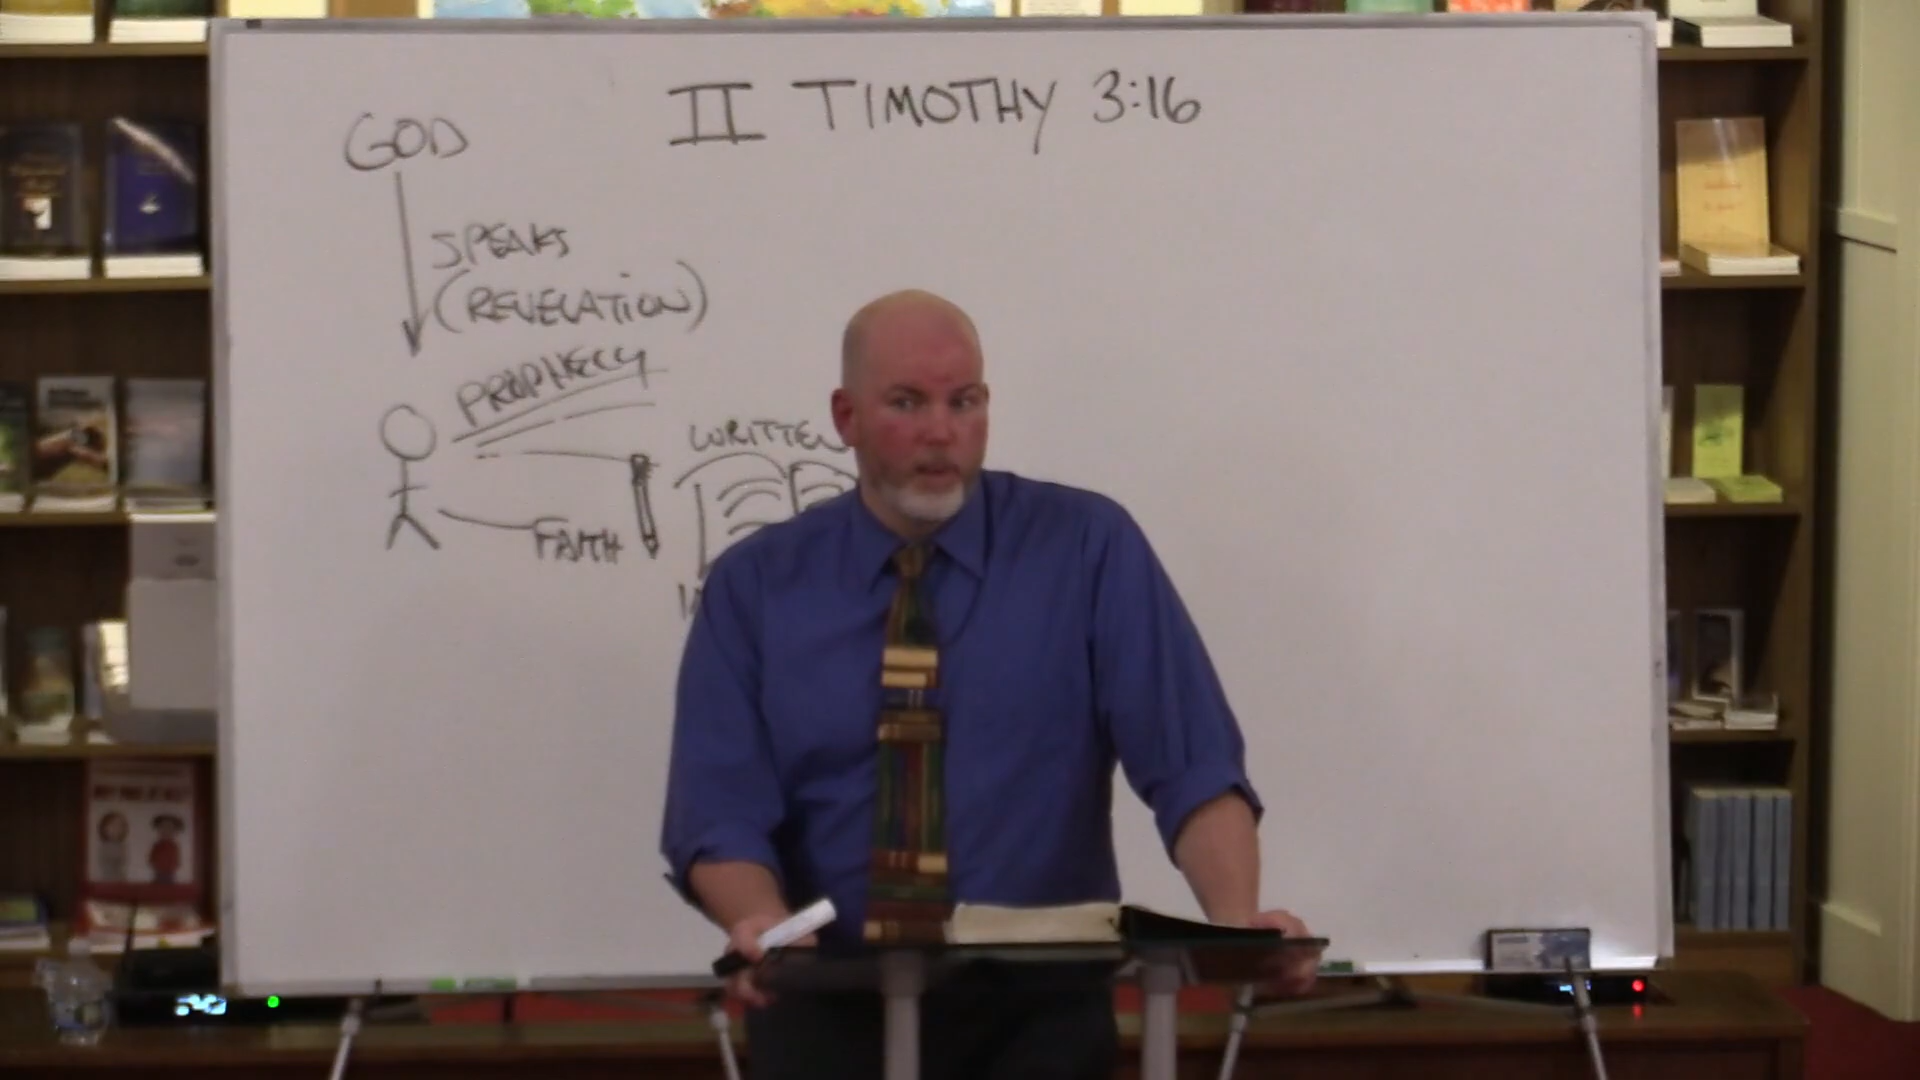 II TIMOTHY 3:16
GOD
SPEAKS
(REVELATION)
PROPHECY
WRITTEN
FAITH